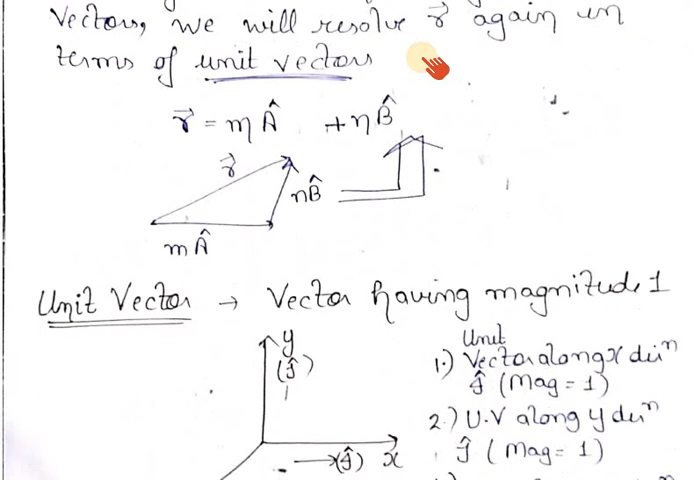 Vectors, we will resolve r⃗ again in
terms of unit vectors
r⃗ = mÂ + nB̂
r⃗
nB̂
mÂ
Unit Vector → Vector having magnitude 1
y
(ĵ)
→(ĵ) x
Unit
1.) Vector along x dirⁿ
ĵ (Mag = 1)
2.) U.V along y dirⁿ
ĵ (Mag = 1)